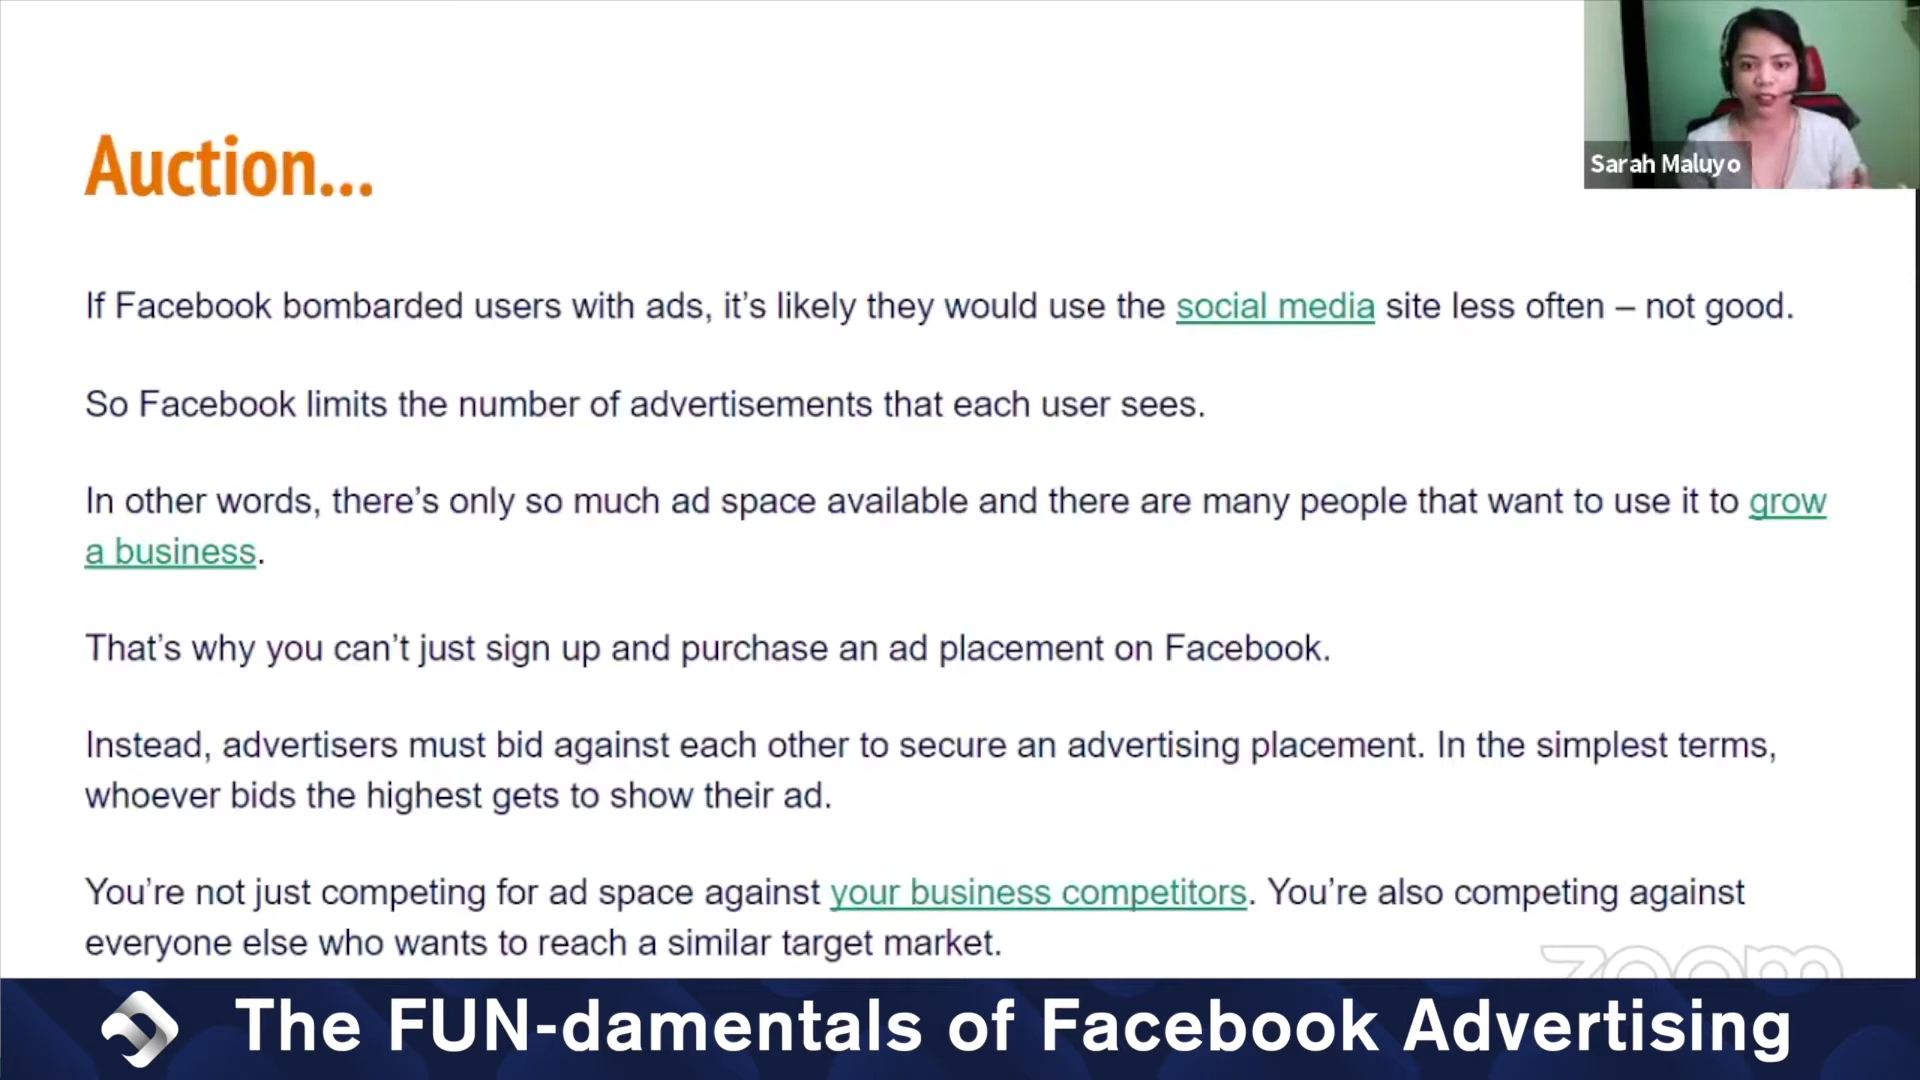 Auction...
Sarah Maluyo
If Facebook bombarded users with ads, it’s likely they would use the social media site less often – not good.
So Facebook limits the number of advertisements that each user sees.
In other words, there’s only so much ad space available and there are many people that want to use it to grow
a business.
That’s why you can’t just sign up and purchase an ad placement on Facebook.
Instead, advertisers must bid against each other to secure an advertising placement. In the simplest terms,
whoever bids the highest gets to show their ad.
You’re not just competing for ad space against your business competitors. You’re also competing against
everyone else who wants to reach a similar target market.
zoom
The FUN-damentals of Facebook Advertising